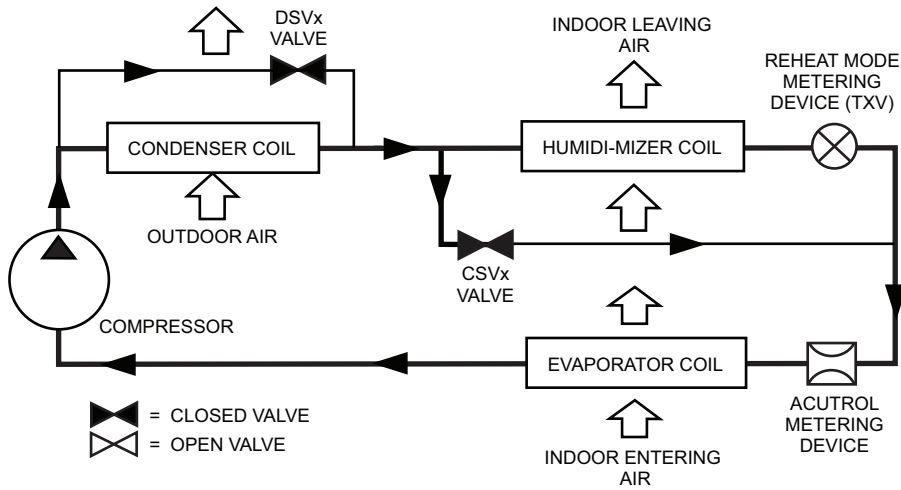 DSVx
VALVE
INDOOR LEAVING
AIR
REHEAT MODE
METERING
DEVICE (TXV)
CONDENSER COIL
HUMIDI-MIZER COIL
OUTDOOR AIR
CSVx
VALVE
COMPRESSOR
EVAPORATOR COIL
= CLOSED VALVE
= OPEN VALVE
ACUTROL
METERING
DEVICE
INDOOR ENTERING
AIR